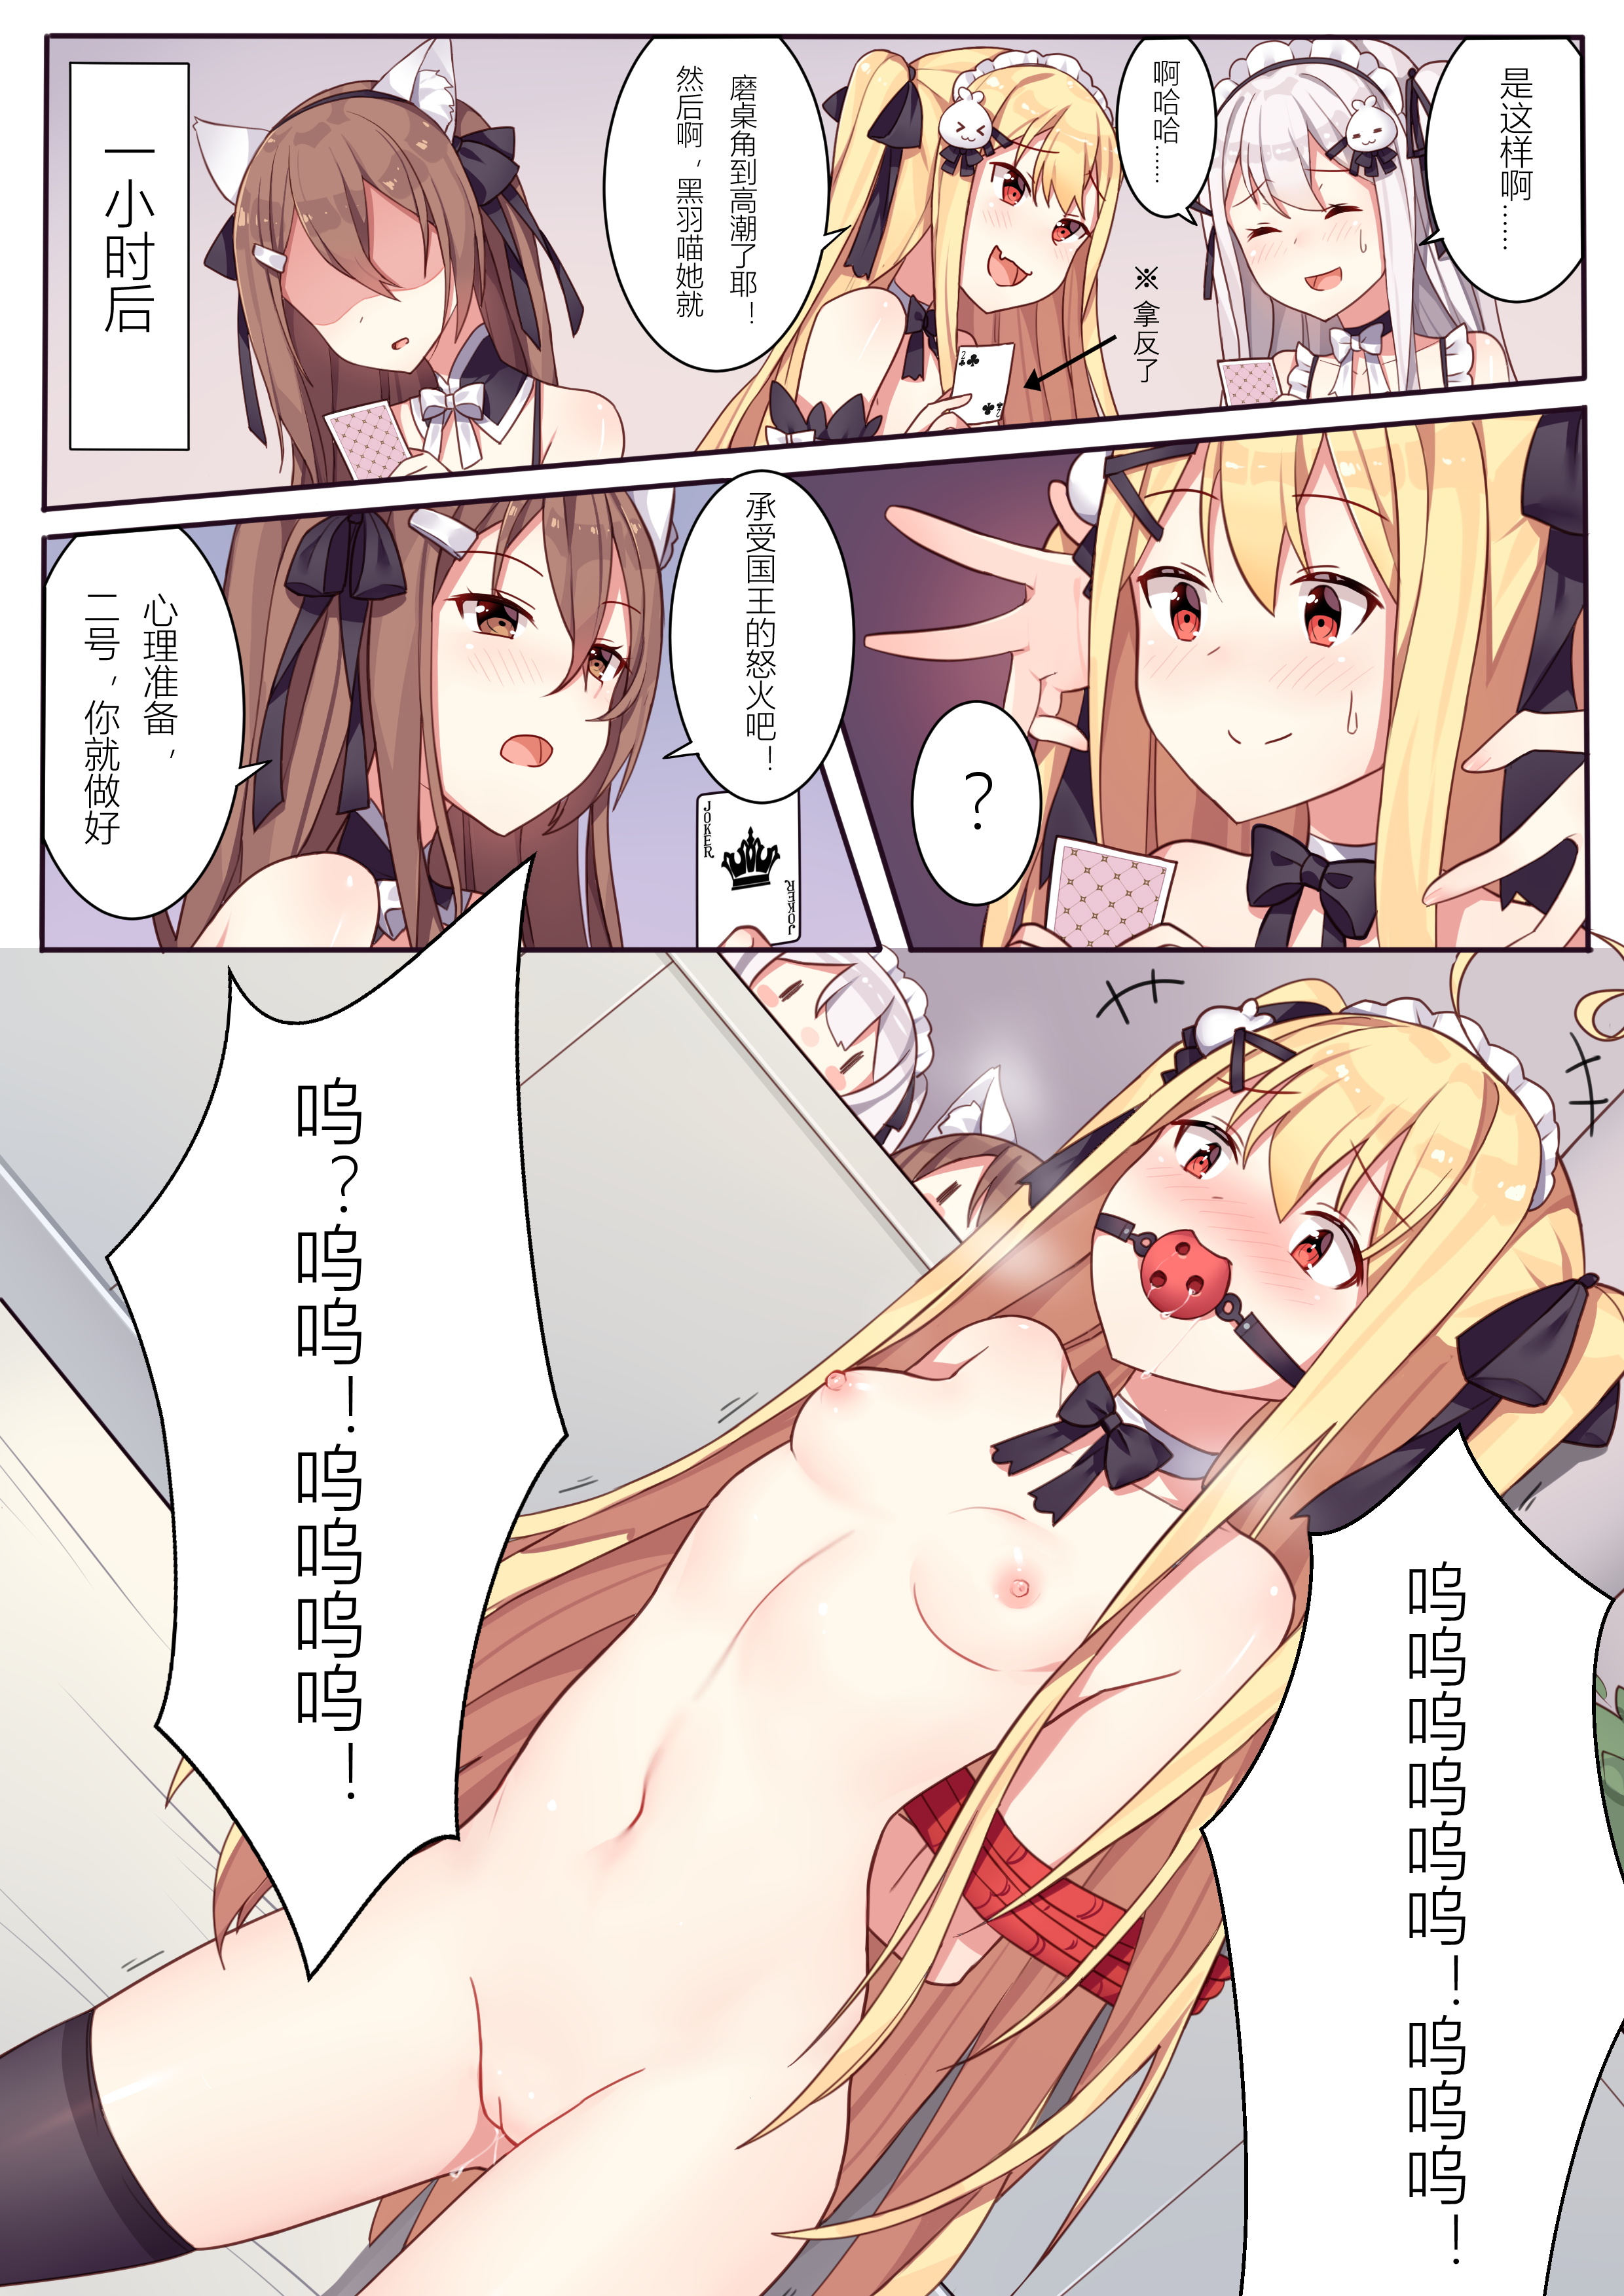 是这样啊……
啊哈哈……
※拿反了
2
2
磨桌角到高潮了耶！
然后啊，黑羽喵她就
一小时后
？
承受国王的怒火吧！
JOKER
JOKER
心理准备，
二号，你就做好
呜？呜呜！呜呜呜呜！
呜呜呜呜呜呜！呜呜呜！